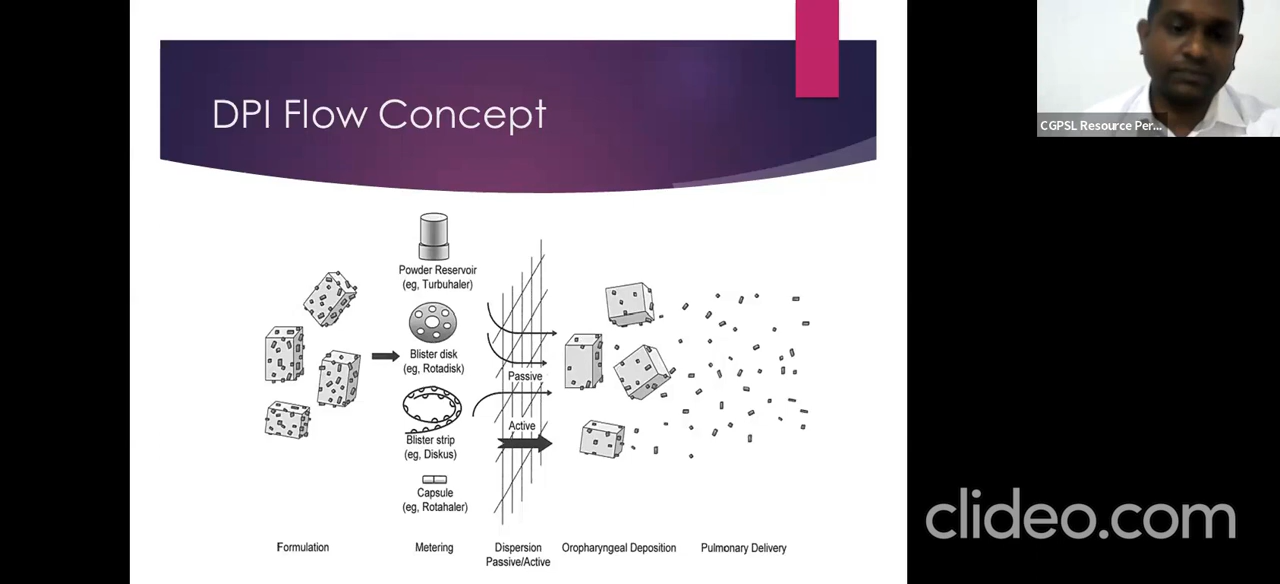 DPI Flow Concept
CGPSL Resource Per...
Powder Reservoir
(eg, Turbuhaler)
Blister disk
(eg, Rotadisk)
Blister strip
(eg, Diskus)
Capsule
(eg, Rotahaler)
Passive
Active
Formulation
Metering
Dispersion
Passive/Active
Oropharyngeal Deposition
Pulmonary Delivery
clideo.com